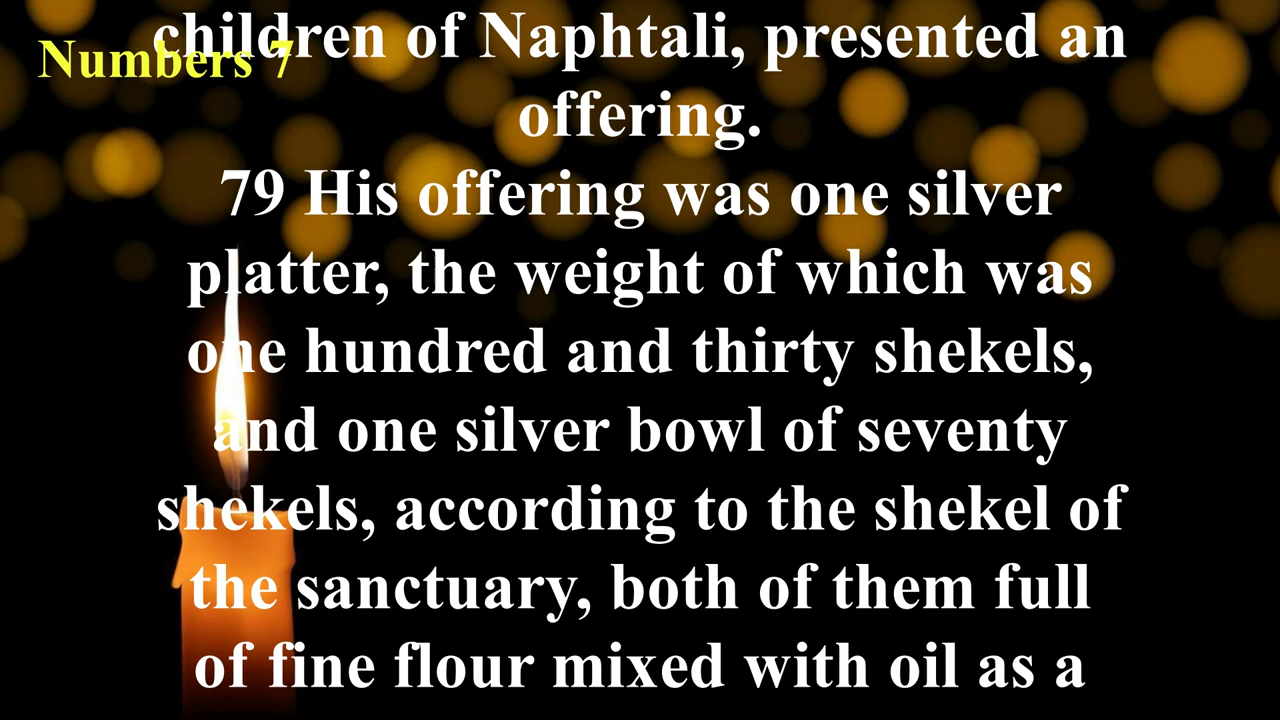 Numbers 7
children of Naphtali, presented an
offering.
79 His offering was one silver
platter, the weight of which was
one hundred and thirty shekels,
and one silver bowl of seventy
shekels, according to the shekel of
the sanctuary, both of them full
of fine flour mixed with oil as a